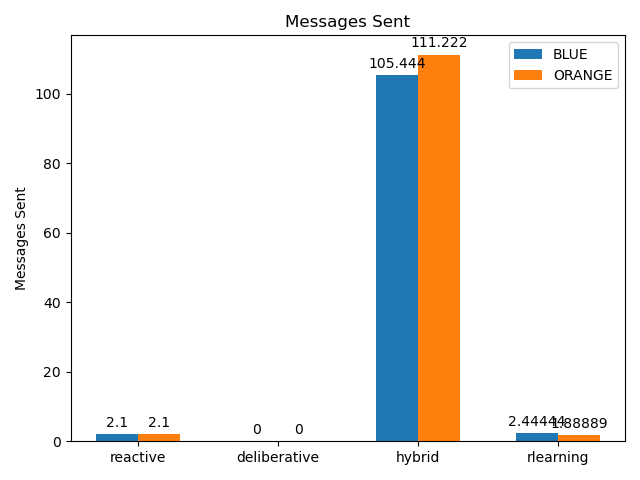 Messages Sent
111.222
105.444
BLUE
ORANGE
100
80
60
40
20
0
Messages Sent
2.1
2.1
0
0
2.44444
1.88889
reactive
deliberative
hybrid
rlearning